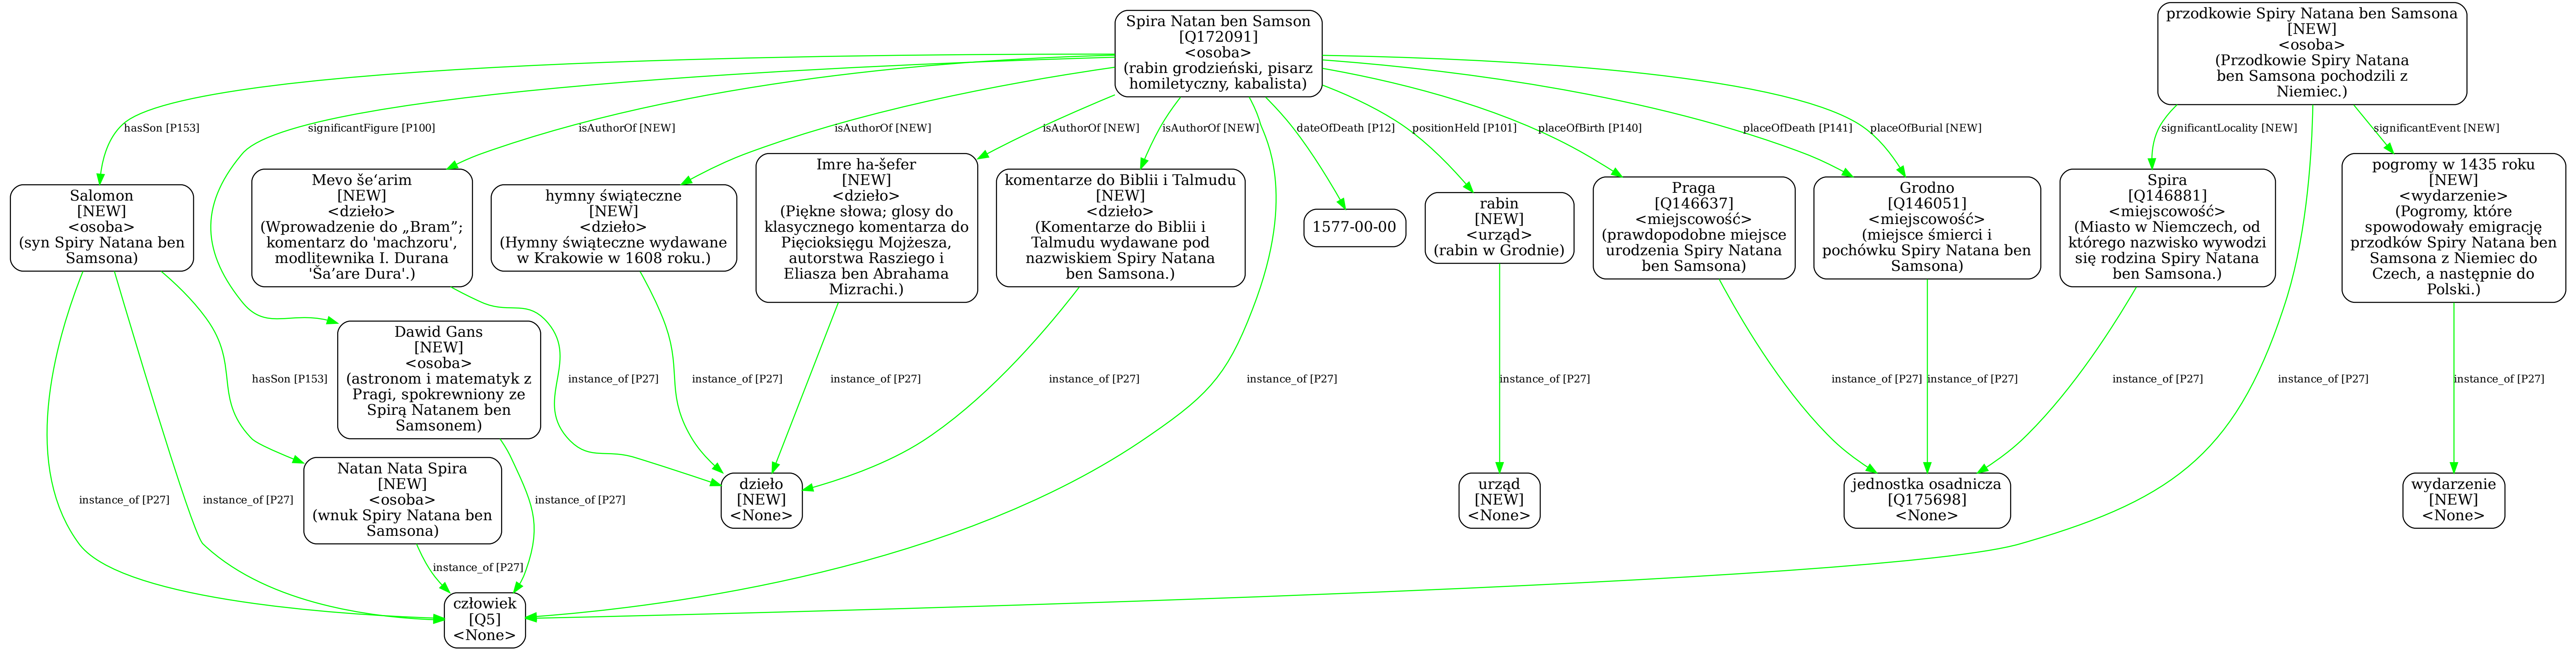 Spira Natan ben Samson
[Q172091]
<osoba>
(rabin grodzieński, pisarz
homiletyczny, kabalista)
przodkowie Spiry Natana ben Samsona
[NEW]
<osoba>
(Przodkowie Spiry Natana
ben Samsona pochodzili z
Niemiec.)
hasSon [P153]
significantFigure [P100]
isAuthorOf [NEW]
isAuthorOf [NEW]
isAuthorOf [NEW]
isAuthorOf [NEW]
dateOfDeath [P12]
positionHeld [P101]
placeOfBirth [P140]
placeOfDeath [P141]
placeOfBurial [NEW]
significantLocality [NEW]
significantEvent [NEW]
Salomon
[NEW]
<osoba>
(syn Spiry Natana ben
Samsona)
Mevo še‘arim
[NEW]
<dzieło>
(Wprowadzenie do „Bram”;
komentarz do 'machzoru',
modlitewnika I. Durana
'Ša’are Dura'.)
hymny świąteczne
[NEW]
<dzieło>
(Hymny świąteczne wydawane
w Krakowie w 1608 roku.)
Imre ha-šefer
[NEW]
<dzieło>
(Piękne słowa; glosy do
klasycznego komentarza do
Pięcioksięgu Mojżesza,
autorstwa Rasziego i
Eliasza ben Abrahama
Mizrachi.)
komentarze do Biblii i Talmudu
[NEW]
<dzieło>
(Komentarze do Biblii i
Talmudu wydawane pod
nazwiskiem Spiry Natana
ben Samsona.)
1577-00-00
rabin
[NEW]
<urząd>
(rabin w Grodnie)
Praga
[Q146637]
<miejscowość>
(prawdopodobne miejsce
urodzenia Spiry Natana
ben Samsona)
Grodno
[Q146051]
<miejscowość>
(miejsce śmierci i
pochówku Spiry Natana ben
Samsona)
Spira
[Q146881]
<miejscowość>
(Miasto w Niemczech, od
którego nazwisko wywodzi
się rodzina Spiry Natana
ben Samsona.)
pogromy w 1435 roku
[NEW]
<wydarzenie>
(Pogromy, które
spowodowały emigrację
przodków Spiry Natana ben
Samsona z Niemiec do
Czech, a następnie do
Polski.)
Dawid Gans
[NEW]
<osoba>
(astronom i matematyk z
Pragi, spokrewniony ze
Spirą Natanem ben
Samsonem)
hasSon [P153]
instance_of [P27]
instance_of [P27]
instance_of [P27]
instance_of [P27]
instance_of [P27]
instance_of [P27]
instance_of [P27]
instance_of [P27]
instance_of [P27]
instance_of [P27]
instance_of [P27]
instance_of [P27]
instance_of [P27]
instance_of [P27]
Natan Nata Spira
[NEW]
<osoba>
(wnuk Spiry Natana ben
Samsona)
dzieło
[NEW]
<None>
urząd
[NEW]
<None>
jednostka osadnicza
[Q175698]
<None>
wydarzenie
[NEW]
<None>
instance_of [P27]
człowiek
[Q5]
<None>